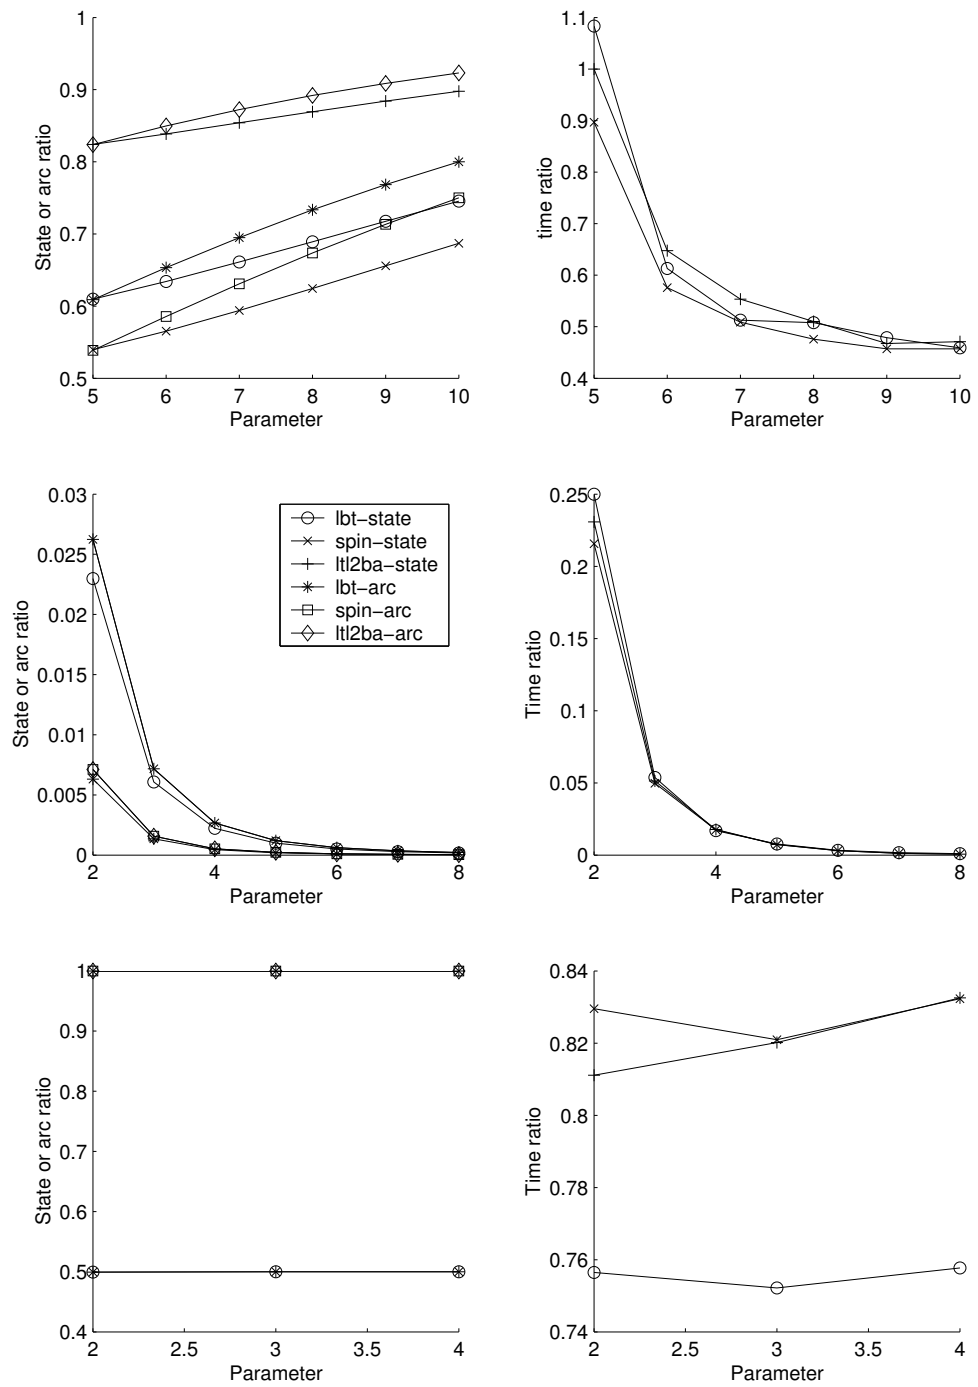 1
0.9
0.8
0.7
0.6
0.5
5 6 7 8 9 10
Parameter
State or arc ratio
1.1
1
0.9
0.8
0.7
0.6
0.5
0.4
5 6 7 8 9 10
Parameter
time ratio
0.03
0.025
0.02
0.015
0.01
0.005
0
2 4 6 8
Parameter
State or arc ratio
lbt−state
spin−state
ltl2ba−state
lbt−arc
spin−arc
ltl2ba−arc
0.25
0.2
0.15
0.1
0.05
0
2 4 6 8
Parameter
Time ratio
1
0.9
0.8
0.7
0.6
0.5
0.4
2 2.5 3 3.5 4
Parameter
State or arc ratio
0.84
0.82
0.8
0.78
0.76
0.74
2 2.5 3 3.5 4
Parameter
Time ratio